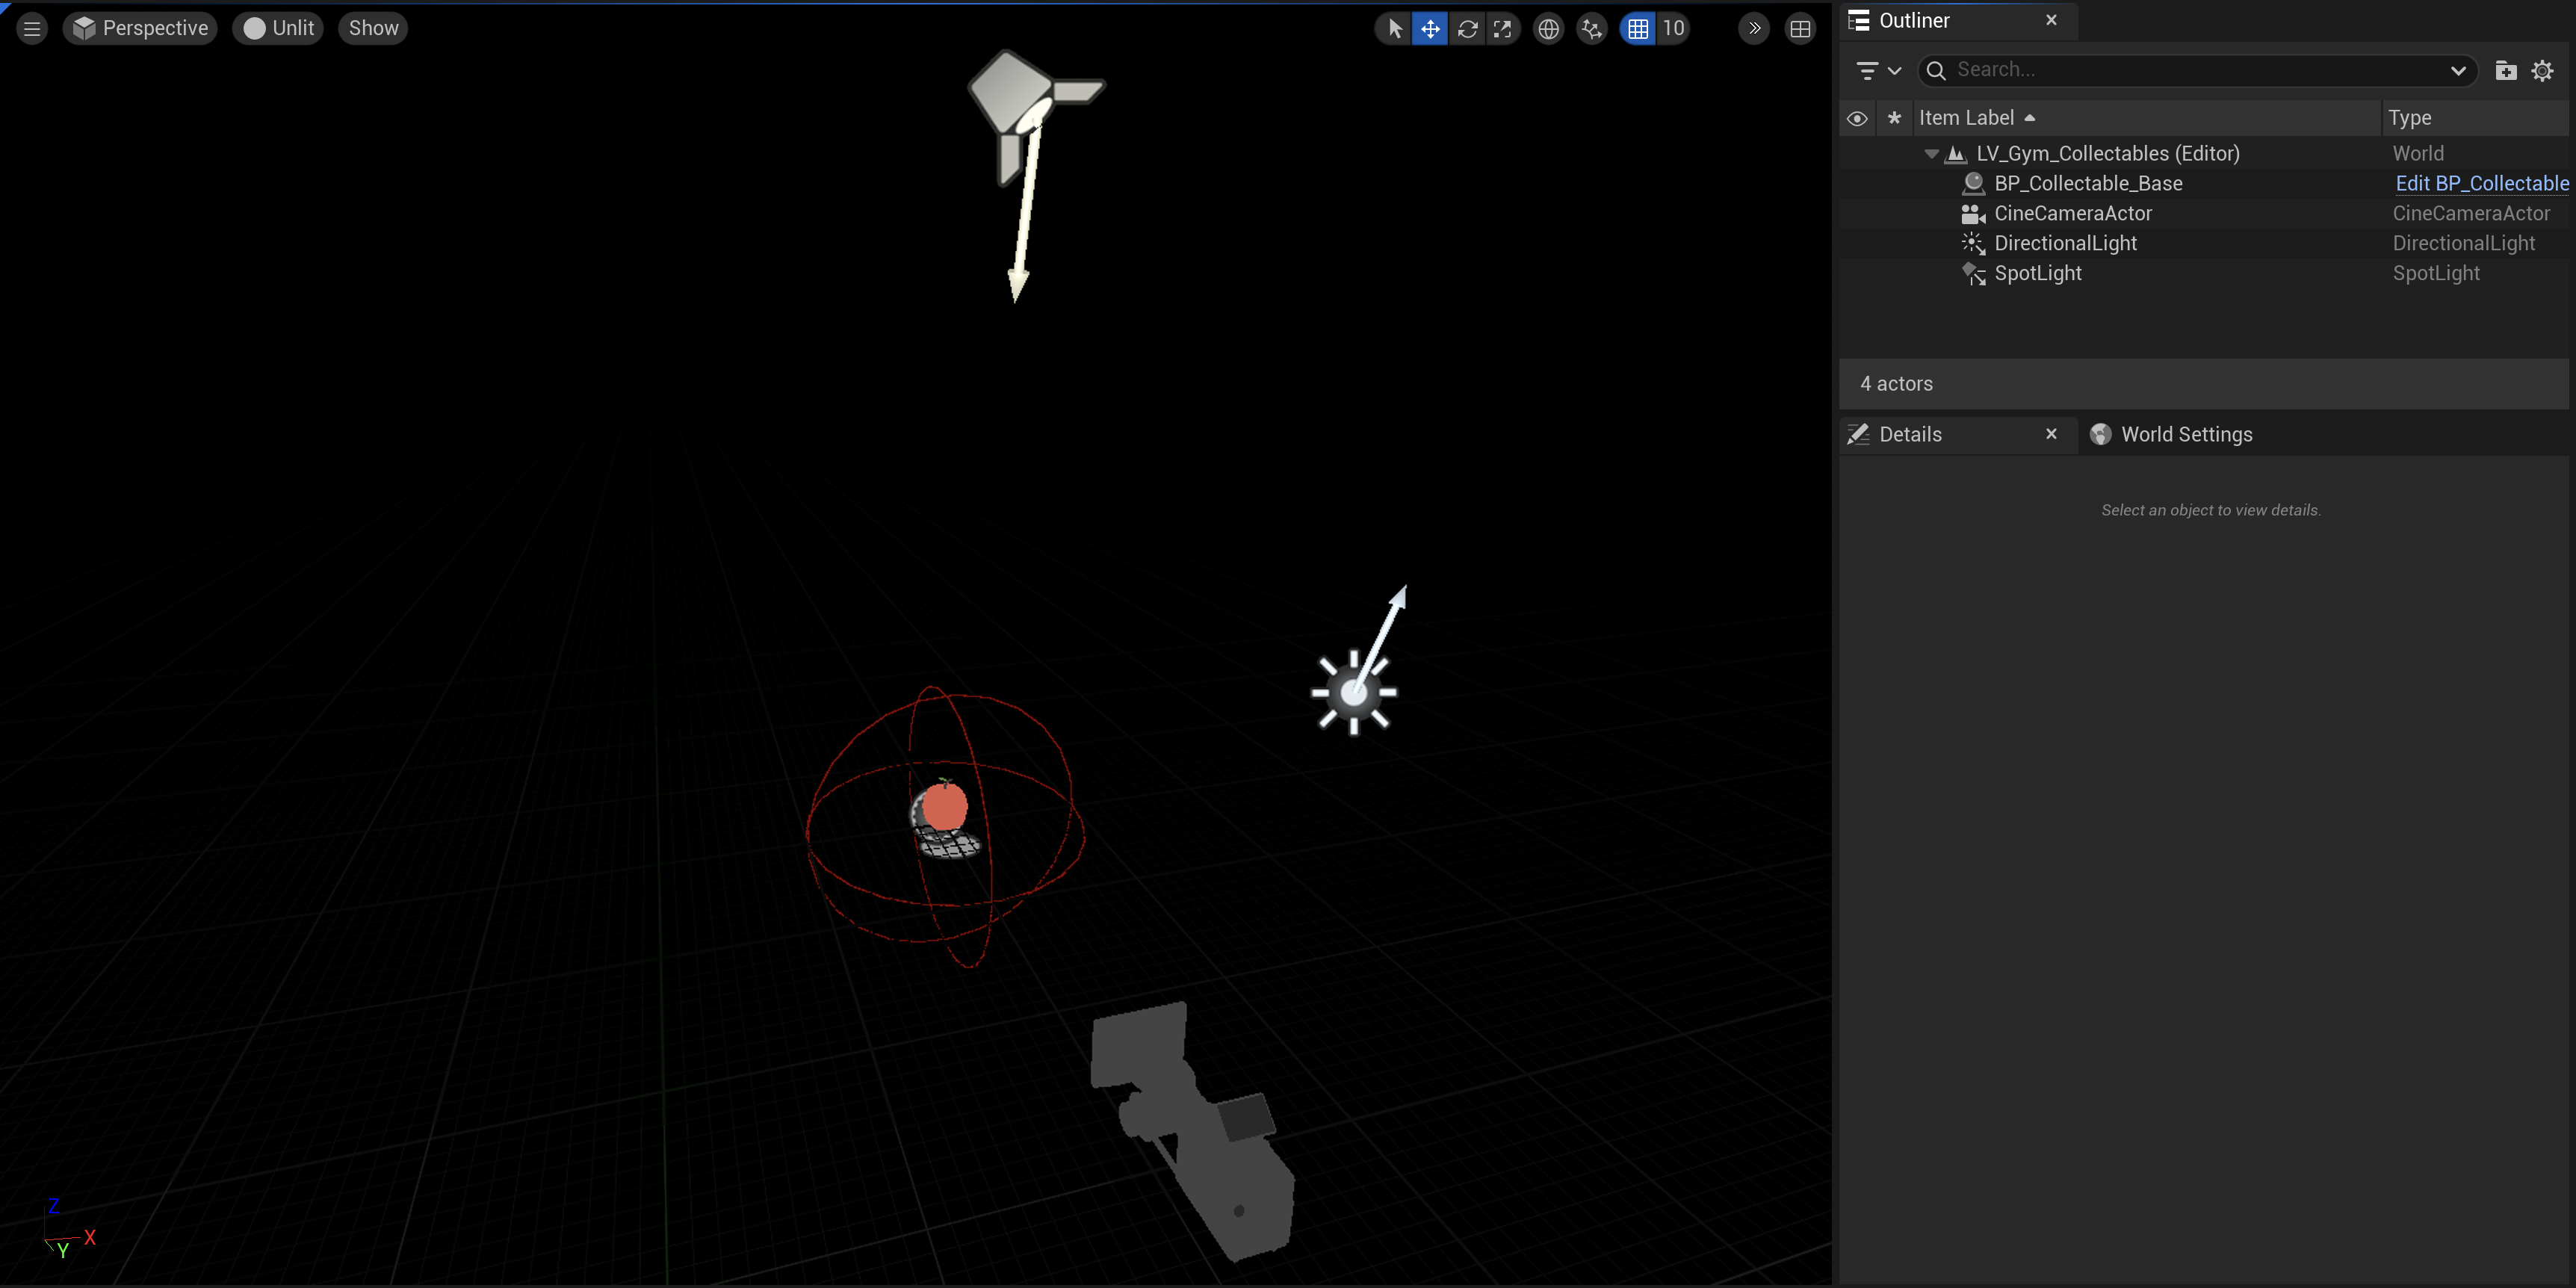 Perspective Unlit Show 10
Outliner
Search...
Item Label Type
LV_Gym_Collectables (Editor) World
BP_Collectable_Base Edit BP_Collectable
CineCameraActor CineCameraActor
DirectionalLight DirectionalLight
SpotLight SpotLight
4 actors
Details World Settings
Select an object to view details.
Z
X
Y